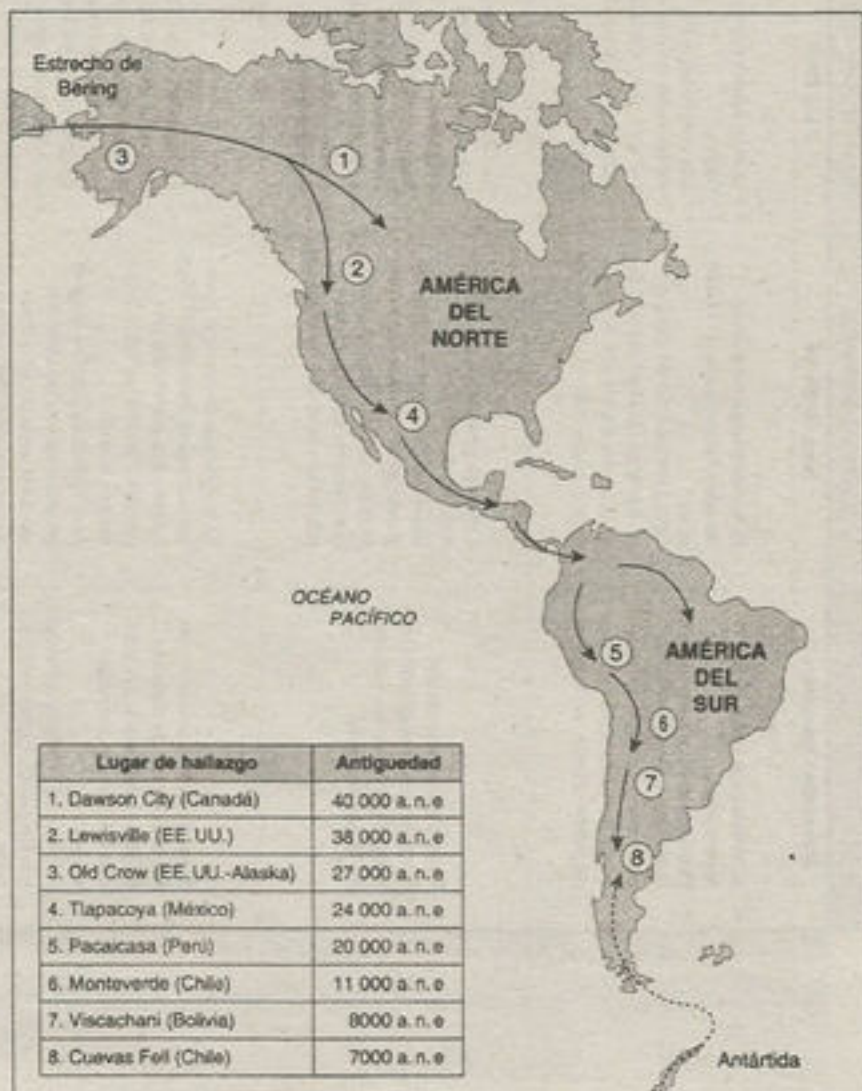 Estrecho de
Bering
3
1
2
AMÉRICA
DEL
NORTE
4
OCÉANO
PACÍFICO
5
AMÉRICA
DEL
SUR
6
7
8
Lugar de hallazgo Antiguedad
1. Dawson City (Canadá) 40 000 a. n. e
2. Lewisville (EE. UU.) 38 000 a. n. e
3. Old Crow (EE. UU.-Alaska) 27 000 a. n. e
4. Tlapacoya (México) 24 000 a. n. e
5. Pacaicasa (Perú) 20 000 a. n. e
6. Monteverde (Chile) 11 000 a. n. e
7. Viscachani (Bolivia) 8000 a. n. e
8. Cuevas Fell (Chile) 7000 a. n. e
Antártida